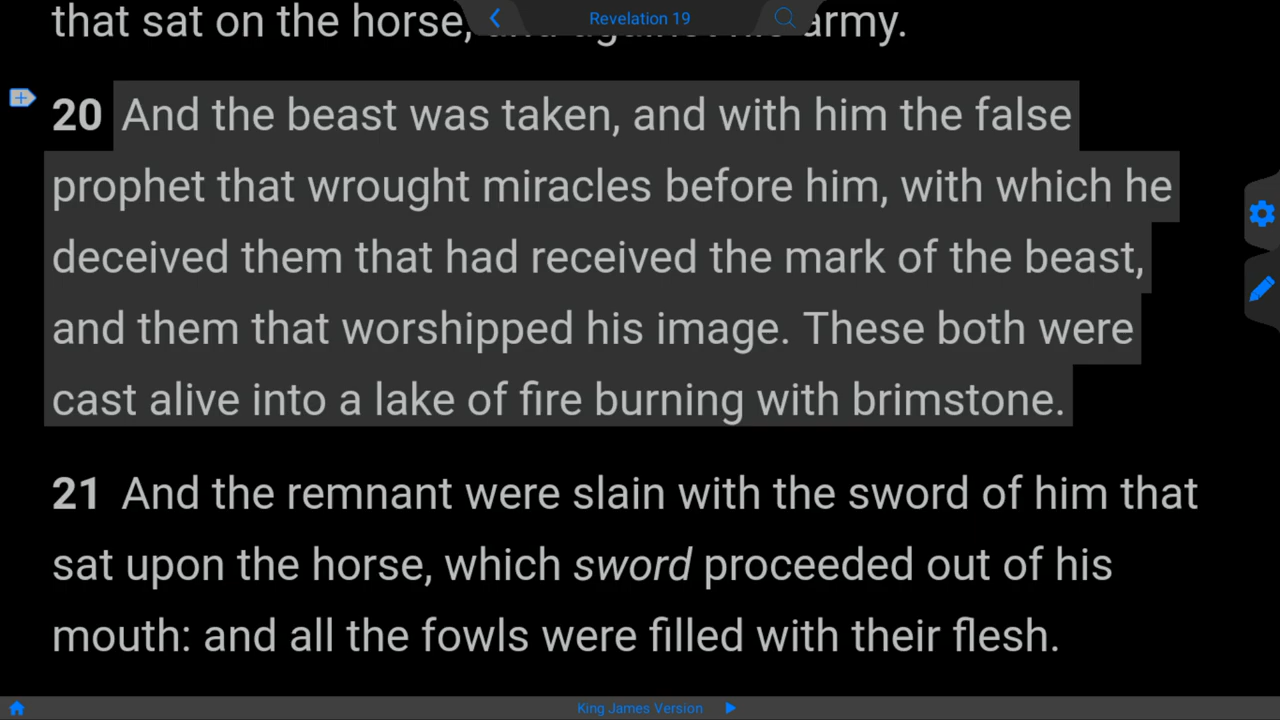 Revelation 19
that sat on the horse, and against his army.
20 And the beast was taken, and with him the false
prophet that wrought miracles before him, with which he
deceived them that had received the mark of the beast,
and them that worshipped his image. These both were
cast alive into a lake of fire burning with brimstone.
21 And the remnant were slain with the sword of him that
sat upon the horse, which sword proceeded out of his
mouth: and all the fowls were filled with their flesh.
King James Version